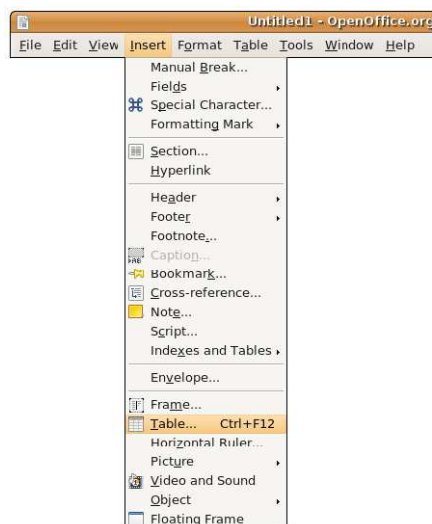 Untitled1 - OpenOffice.org
File Edit View Insert Format Table Tools Window Help
Manual Break...
Fields
Special Character...
Formatting Mark
Section...
Hyperlink
Header
Footer
Footnote...
Caption...
Bookmark...
Cross-reference...
Note...
Script...
Indexes and Tables
Envelope...
Frame...
Table... Ctrl+F12
Horizontal Ruler...
Picture
Video and Sound
Object
Floating Frame